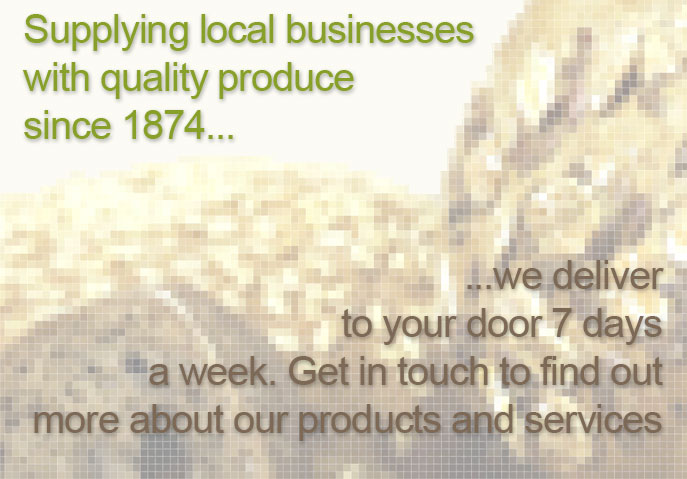 Supplying local businesses
with quality produce
since 1874...
...we deliver
to your door 7 days
a week. Get in touch to find out
more about our products and services